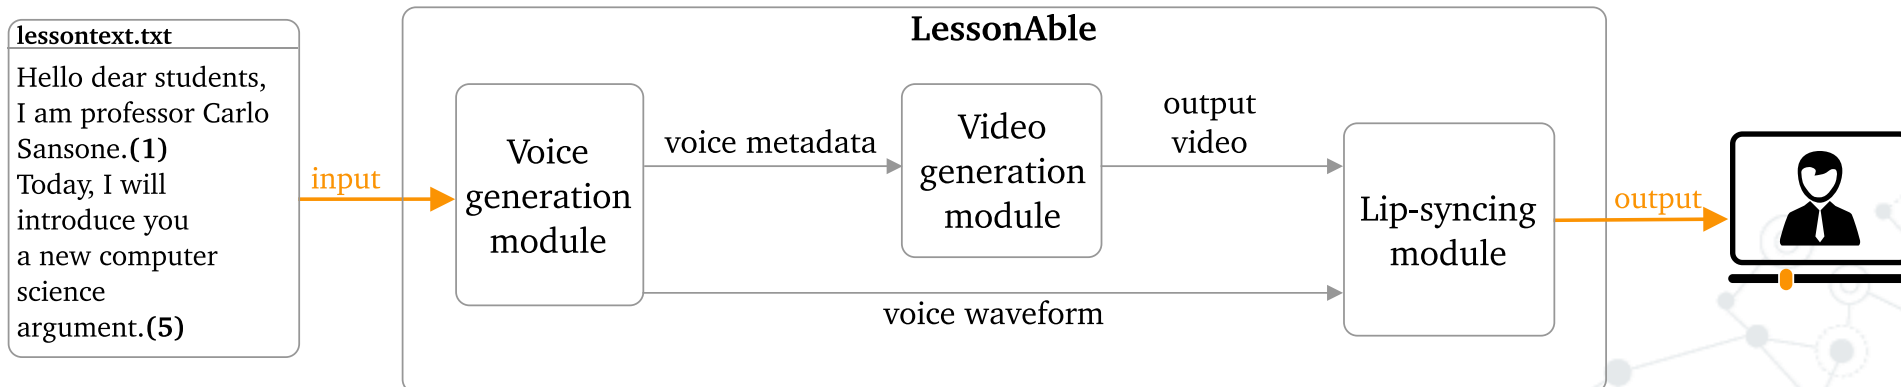 lessontext.txt
Hello dear students,
I am professor Carlo
Sansone.(1)
Today, I will
introduce you
a new computer
science
argument.(5)
input
LessonAble
Voice
generation
module
voice metadata
Video
generation
module
output
video
voice waveform
Lip-syncing
module
output